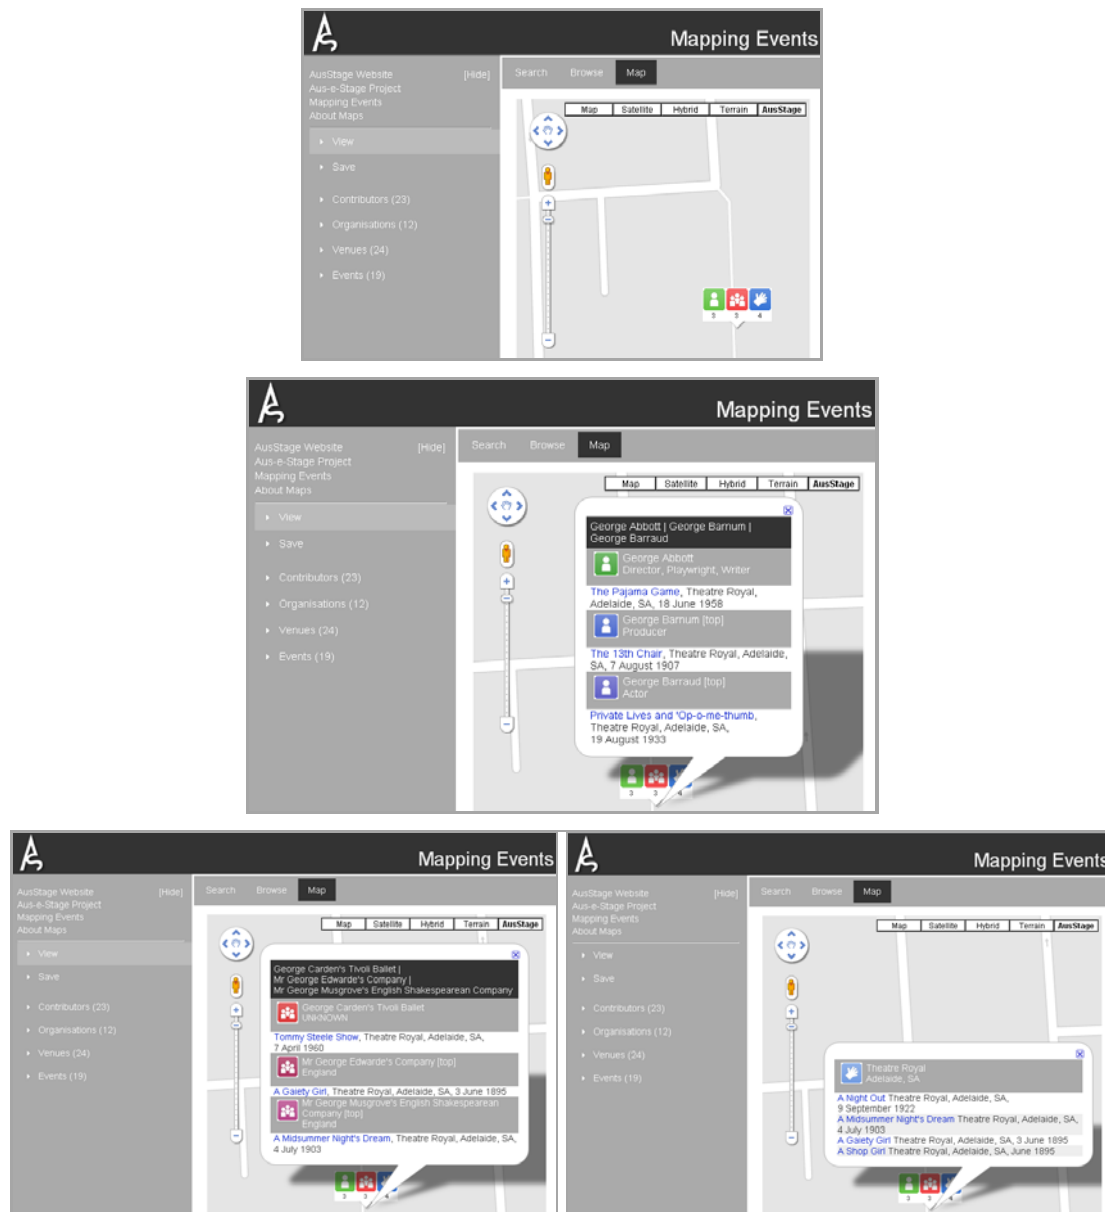 Mapping Events
AusStage Website [Hide]
Aus-e-Stage Project
Mapping Events
About Maps
View
Save
Contributors (23)
Organisations (12)
Venues (24)
Events (19)
Search Browse Map
Map Satellite Hybrid Terrain AusStage
3 3 4
Mapping Events
AusStage Website [Hide]
Aus-e-Stage Project
Mapping Events
About Maps
View
Save
Contributors (23)
Organisations (12)
Venues (24)
Events (19)
Search Browse Map
Map Satellite Hybrid Terrain AusStage
George Abbott | George Barnum |
George Barraud
George Abbott
Director, Playwright, Writer
The Pajama Game, Theatre Royal,
Adelaide, SA, 18 June 1958
George Barnum [top]
Producer
The 13th Chair, Theatre Royal, Adelaide,
SA, 7 August 1907
George Barraud [top]
Actor
Private Lives and 'Op-o-me-thumb,
Theatre Royal, Adelaide, SA,
19 August 1933
3 3 4
Mapping Events
AusStage Website [Hide]
Aus-e-Stage Project
Mapping Events
About Maps
View
Save
Contributors (23)
Organisations (12)
Venues (24)
Events (19)
Search Browse Map
Map Satellite Hybrid Terrain AusStage
George Carden's Tivoli Ballet |
Mr George Edwarde's Company |
Mr George Musgrove's English Shakespearean Company
George Carden's Tivoli Ballet
UNKNOWN
Tommy Steele Show, Theatre Royal, Adelaide, SA,
7 April 1960
Mr George Edwarde's Company [top]
England
A Gaiety Girl, Theatre Royal, Adelaide, SA, 3 June 1895
Mr George Musgrove's English Shakespearean
Company [top]
England
A Midsummer Night's Dream, Theatre Royal, Adelaide, SA,
4 July 1903
3 3 4
Mapping Events
AusStage Website [Hide]
Aus-e-Stage Project
Mapping Events
About Maps
View
Save
Contributors (23)
Organisations (12)
Venues (24)
Events (19)
Search Browse Map
Map Satellite Hybrid Terrain AusStage
Theatre Royal
Adelaide, SA
A Night Out Theatre Royal, Adelaide, SA,
9 September 1922
A Midsummer Night's Dream Theatre Royal, Adelaide, SA,
4 July 1903
A Gaiety Girl Theatre Royal, Adelaide, SA, 3 June 1895
A Shop Girl Theatre Royal, Adelaide, SA, June 1895
3 3 4